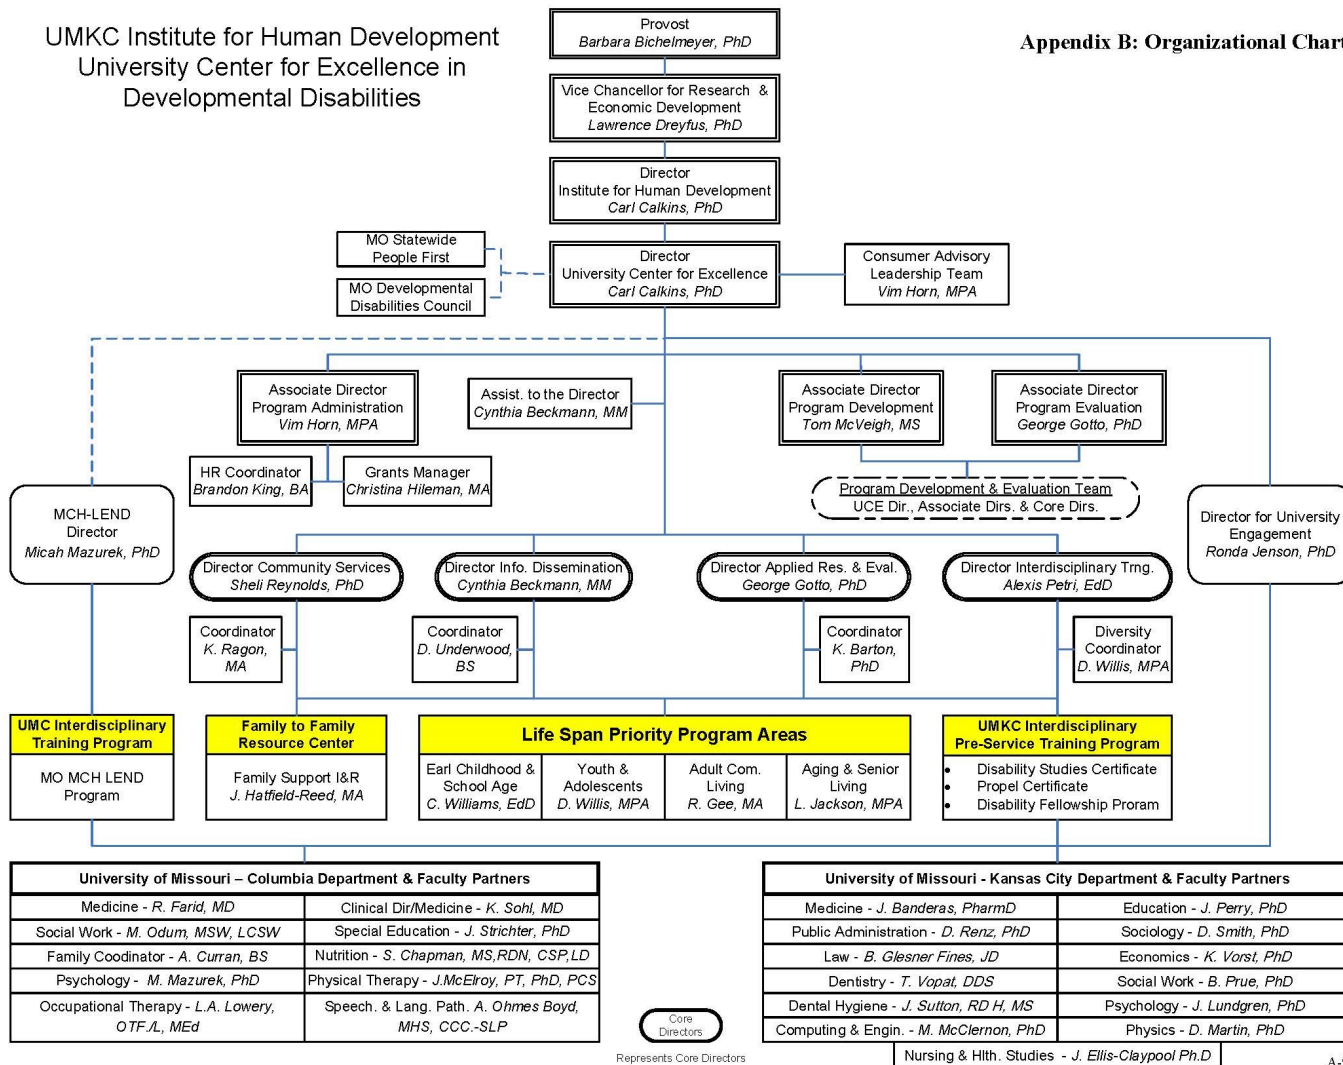 UMKC Institute for Human Development
University Center for Excellence in
Developmental Disabilities
Appendix B: Organizational Chart
Provost
Barbara Bichelmeyer, PhD
Vice Chancellor for Research &
Economic Development
Lawrence Dreyfus, PhD
Director
Institute for Human Development
Carl Calkins, PhD
MO Statewide
People First
MO Developmental
Disabilities Council
Director
University Center for Excellence
Carl Calkins, PhD
Consumer Advisory
Leadership Team
Vim Horn, MPA
Associate Director
Program Administration
Vim Horn, MPA
Assist. to the Director
Cynthia Beckmann, MM
Associate Director
Program Development
Tom McVeigh, MS
Associate Director
Program Evaluation
George Gotto, PhD
HR Coordinator
Brandon King, BA
Grants Manager
Christina Hileman, MA
Program Development & Evaluation Team
UCE Dir., Associate Dirs. & Core Dirs.
MCH-LEND
Director
Micah Mazurek, PhD
Director for University
Engagement
Ronda Jenson, PhD
Director Community Services
Sheli Reynolds, PhD
Director Info. Dissemination
Cynthia Beckmann, MM
Director Applied Res. & Eval.
George Gotto, PhD
Director Interdisciplinary Trng.
Alexis Petri, EdD
Coordinator
K. Ragon,
MA
Coordinator
D. Underwood,
BS
Coordinator
K. Barton,
PhD
Diversity
Coordinator
D. Willis, MPA
UMC Interdisciplinary
Training Program
MO MCH LEND
Program
Family to Family
Resource Center
Family Support I&R
J. Hatfield-Reed, MA
Life Span Priority Program Areas
Earl Childhood &
School Age
C. Williams, EdD
Youth &
Adolescents
D. Willis, MPA
Adult Com.
Living
R. Gee, MA
Aging & Senior
Living
L. Jackson, MPA
UMKC Interdisciplinary
Pre-Service Training Program
• Disability Studies Certificate
• Propel Certificate
• Disability Fellowship Proram
University of Missouri – Columbia Department & Faculty Partners
Medicine - R. Farid, MD
Clinical Dir/Medicine - K. Sohl, MD
Social Work - M. Odum, MSW, LCSW
Special Education - J. Strichter, PhD
Family Coordinator - A. Curran, BS
Nutrition - S. Chapman, MS,RDN, CSP,LD
Psychology - M. Mazurek, PhD
Physical Therapy - J.McElroy, PT, PhD, PCS
Occupational Therapy - L.A. Lowery,
OTF./L, MEd
Speech. & Lang. Path. A. Ohmes Boyd,
MHS, CCC.-SLP
University of Missouri - Kansas City Department & Faculty Partners
Medicine - J. Banderas, PharmD
Education - J. Perry, PhD
Public Administration - D. Renz, PhD
Sociology - D. Smith, PhD
Law - B. Glesner Fines, JD
Economics - K. Vorst, PhD
Dentistry - T. Vopat, DDS
Social Work - B. Prue, PhD
Dental Hygiene - J. Sutton, RD H, MS
Psychology - J. Lundgren, PhD
Computing & Engin. - M. McClernon, PhD
Physics - D. Martin, PhD
Nursing & Hlth. Studies - J. Ellis-Claypool Ph.D
Core
Directors
Represents Core Directors